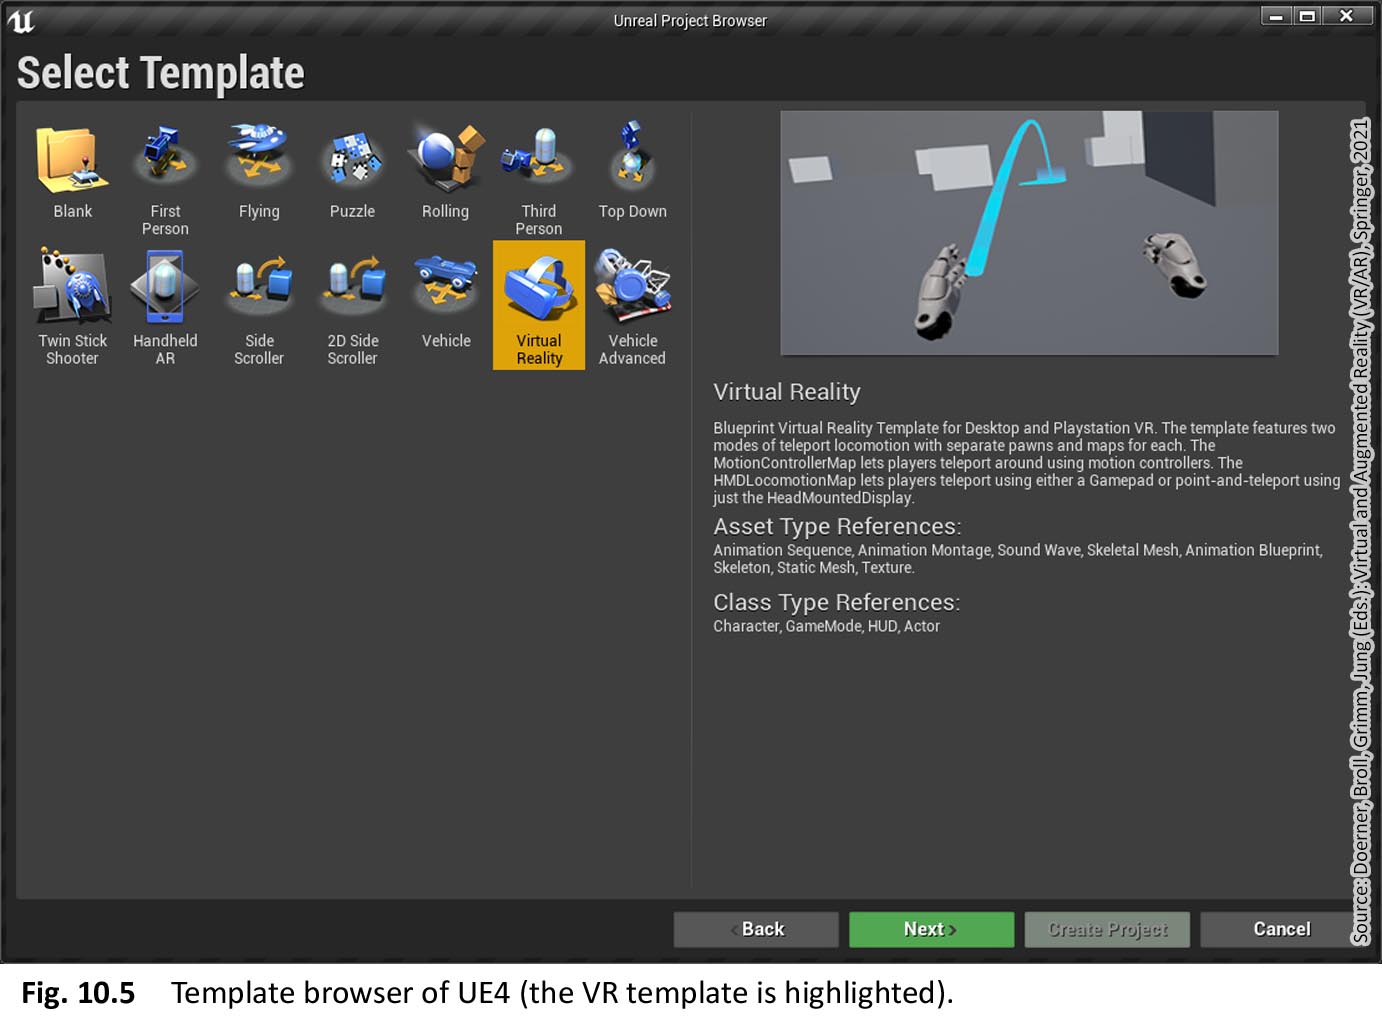 Unreal Project Browser
Select Template
Blank
First
Person
Flying
Puzzle
Rolling
Third
Person
Top Down
Twin Stick
Shooter
Handheld
AR
Side
Scroller
2D Side
Scroller
Vehicle
Virtual
Reality
Vehicle
Advanced
Virtual Reality
Blueprint Virtual Reality Template for Desktop and Playstation VR. The template features two
modes of teleport locomotion with separate pawns and maps for each. The
MotionControllerMap lets players teleport around using motion controllers. The
HMDLocomotionMap lets players teleport using either a Gamepad or point-and-teleport using
just the HeadMountedDisplay.
Asset Type References:
Animation Sequence, Animation Montage, Sound Wave, Skeletal Mesh, Animation Blueprint,
Skeleton, Static Mesh, Texture.
Class Type References:
Character, GameMode, HUD, Actor
< Back
Next >
Create Project
Cancel
Source: Doerner, Broll, Grimm, Jung (Eds.): Virtual and Augmented Reality (VR/AR), Springer, 2021
Fig. 10.5 Template browser of UE4 (the VR template is highlighted).